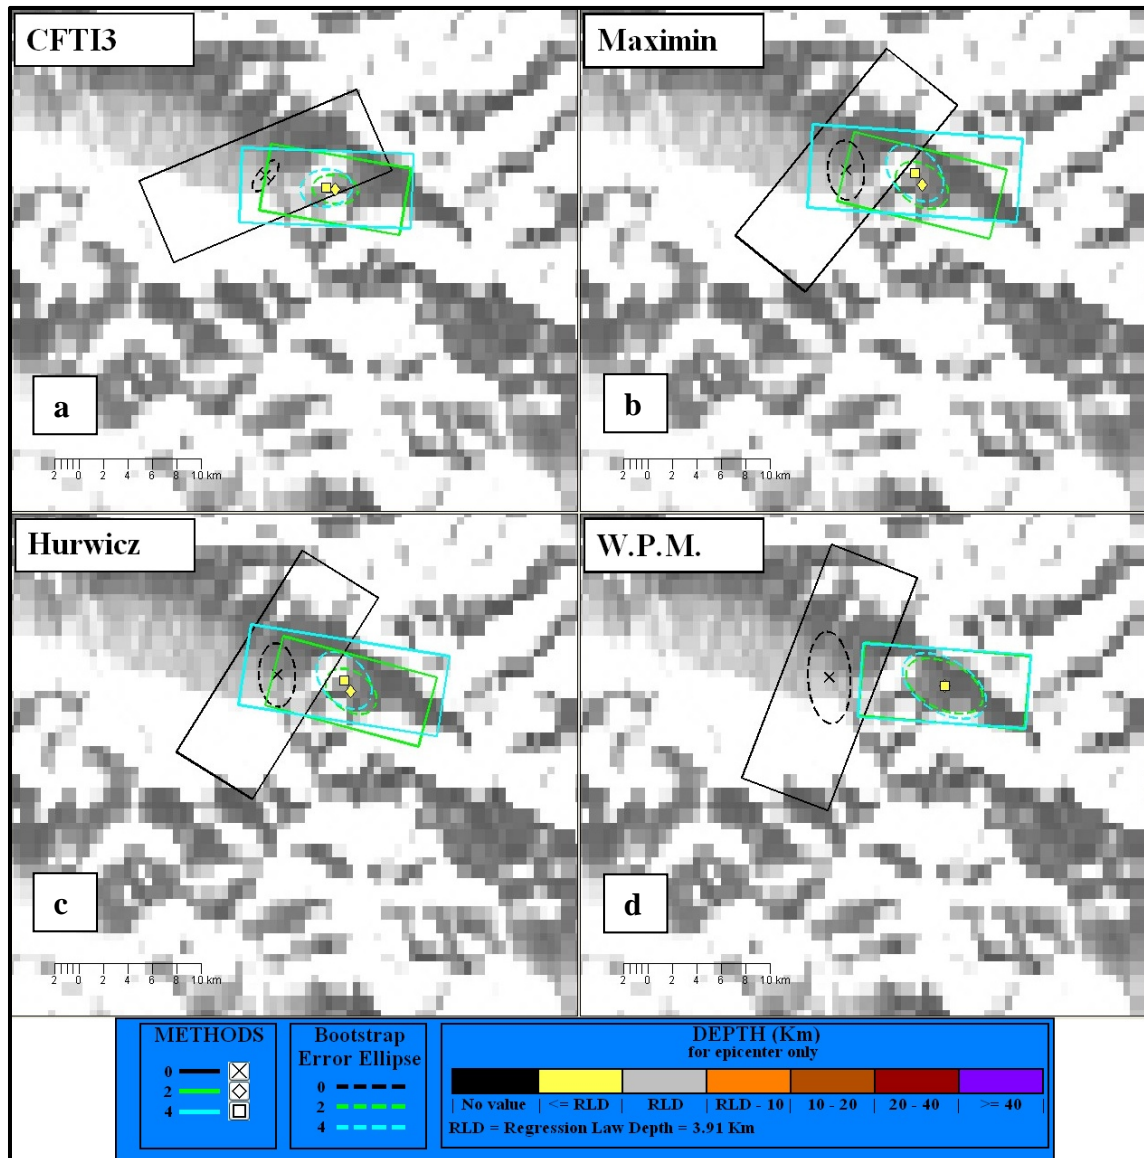 CFTI3
Maximin
a
b
2 0 2 4 6 8 10 km
2 0 2 4 6 8 10 km
Hurwicz
W.P.M.
c
d
2 0 2 4 6 8 10 km
2 0 2 4 6 8 10 km
METHODS
0
2
4
Bootstrap
Error Ellipse
0
2
4
DEPTH (Km)
for epicenter only
| No value | <= RLD | RLD | RLD - 10 | 10 - 20 | 20 - 40 | >= 40 |
RLD = Regression Law Depth = 3.91 Km